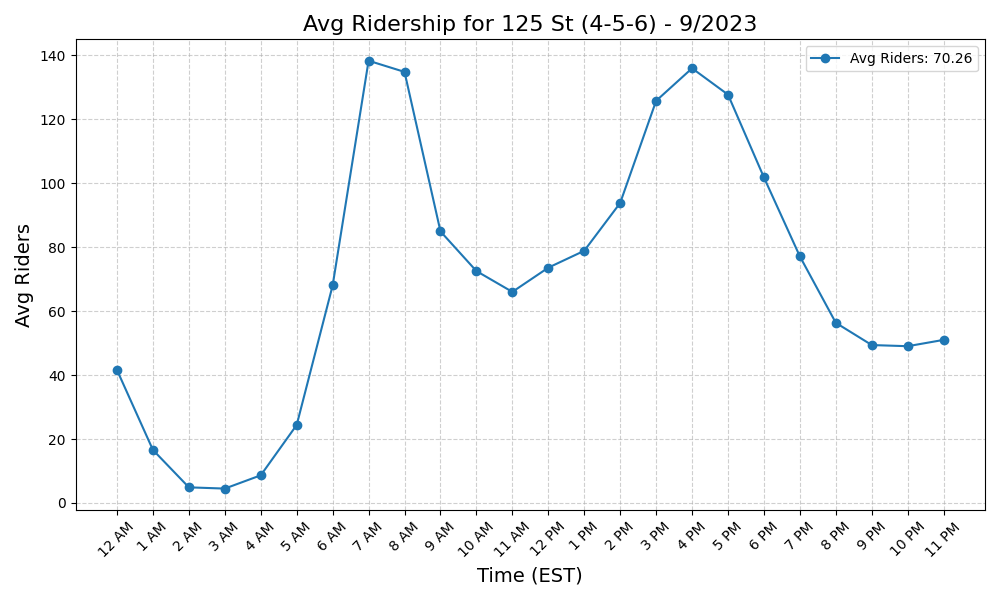 Avg Ridership for 125 St (4-5-6) - 9/2023
Avg Riders: 70.26
Avg Riders
140
120
100
80
60
40
20
0
12 AM
1 AM
2 AM
3 AM
4 AM
5 AM
6 AM
7 AM
8 AM
9 AM
10 AM
11 AM
12 PM
1 PM
2 PM
3 PM
4 PM
5 PM
6 PM
7 PM
8 PM
9 PM
10 PM
11 PM
Time (EST)